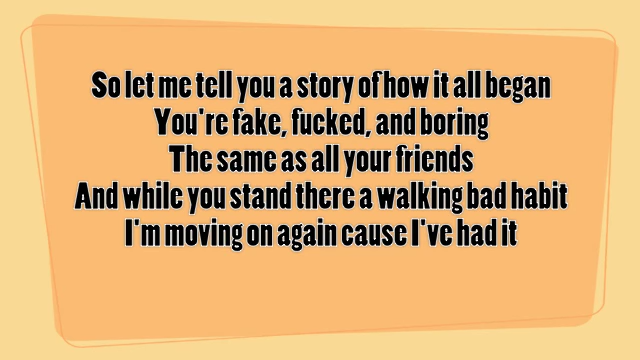 So let me tell you a story of how it all began
You're fake, fucked, and boring
The same as all your friends
And while you stand there a walking bad habit
I'm moving on again cause I've had it